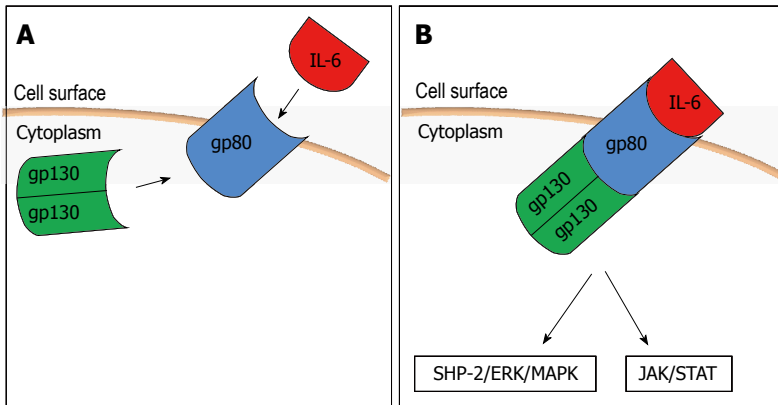 A
IL-6
Cell surface
Cytoplasm
gp80
gp130
gp130
B
Cell surface
IL-6
Cytoplasm
gp80
gp130
gp130
SHP-2/ERK/MAPK
JAK/STAT